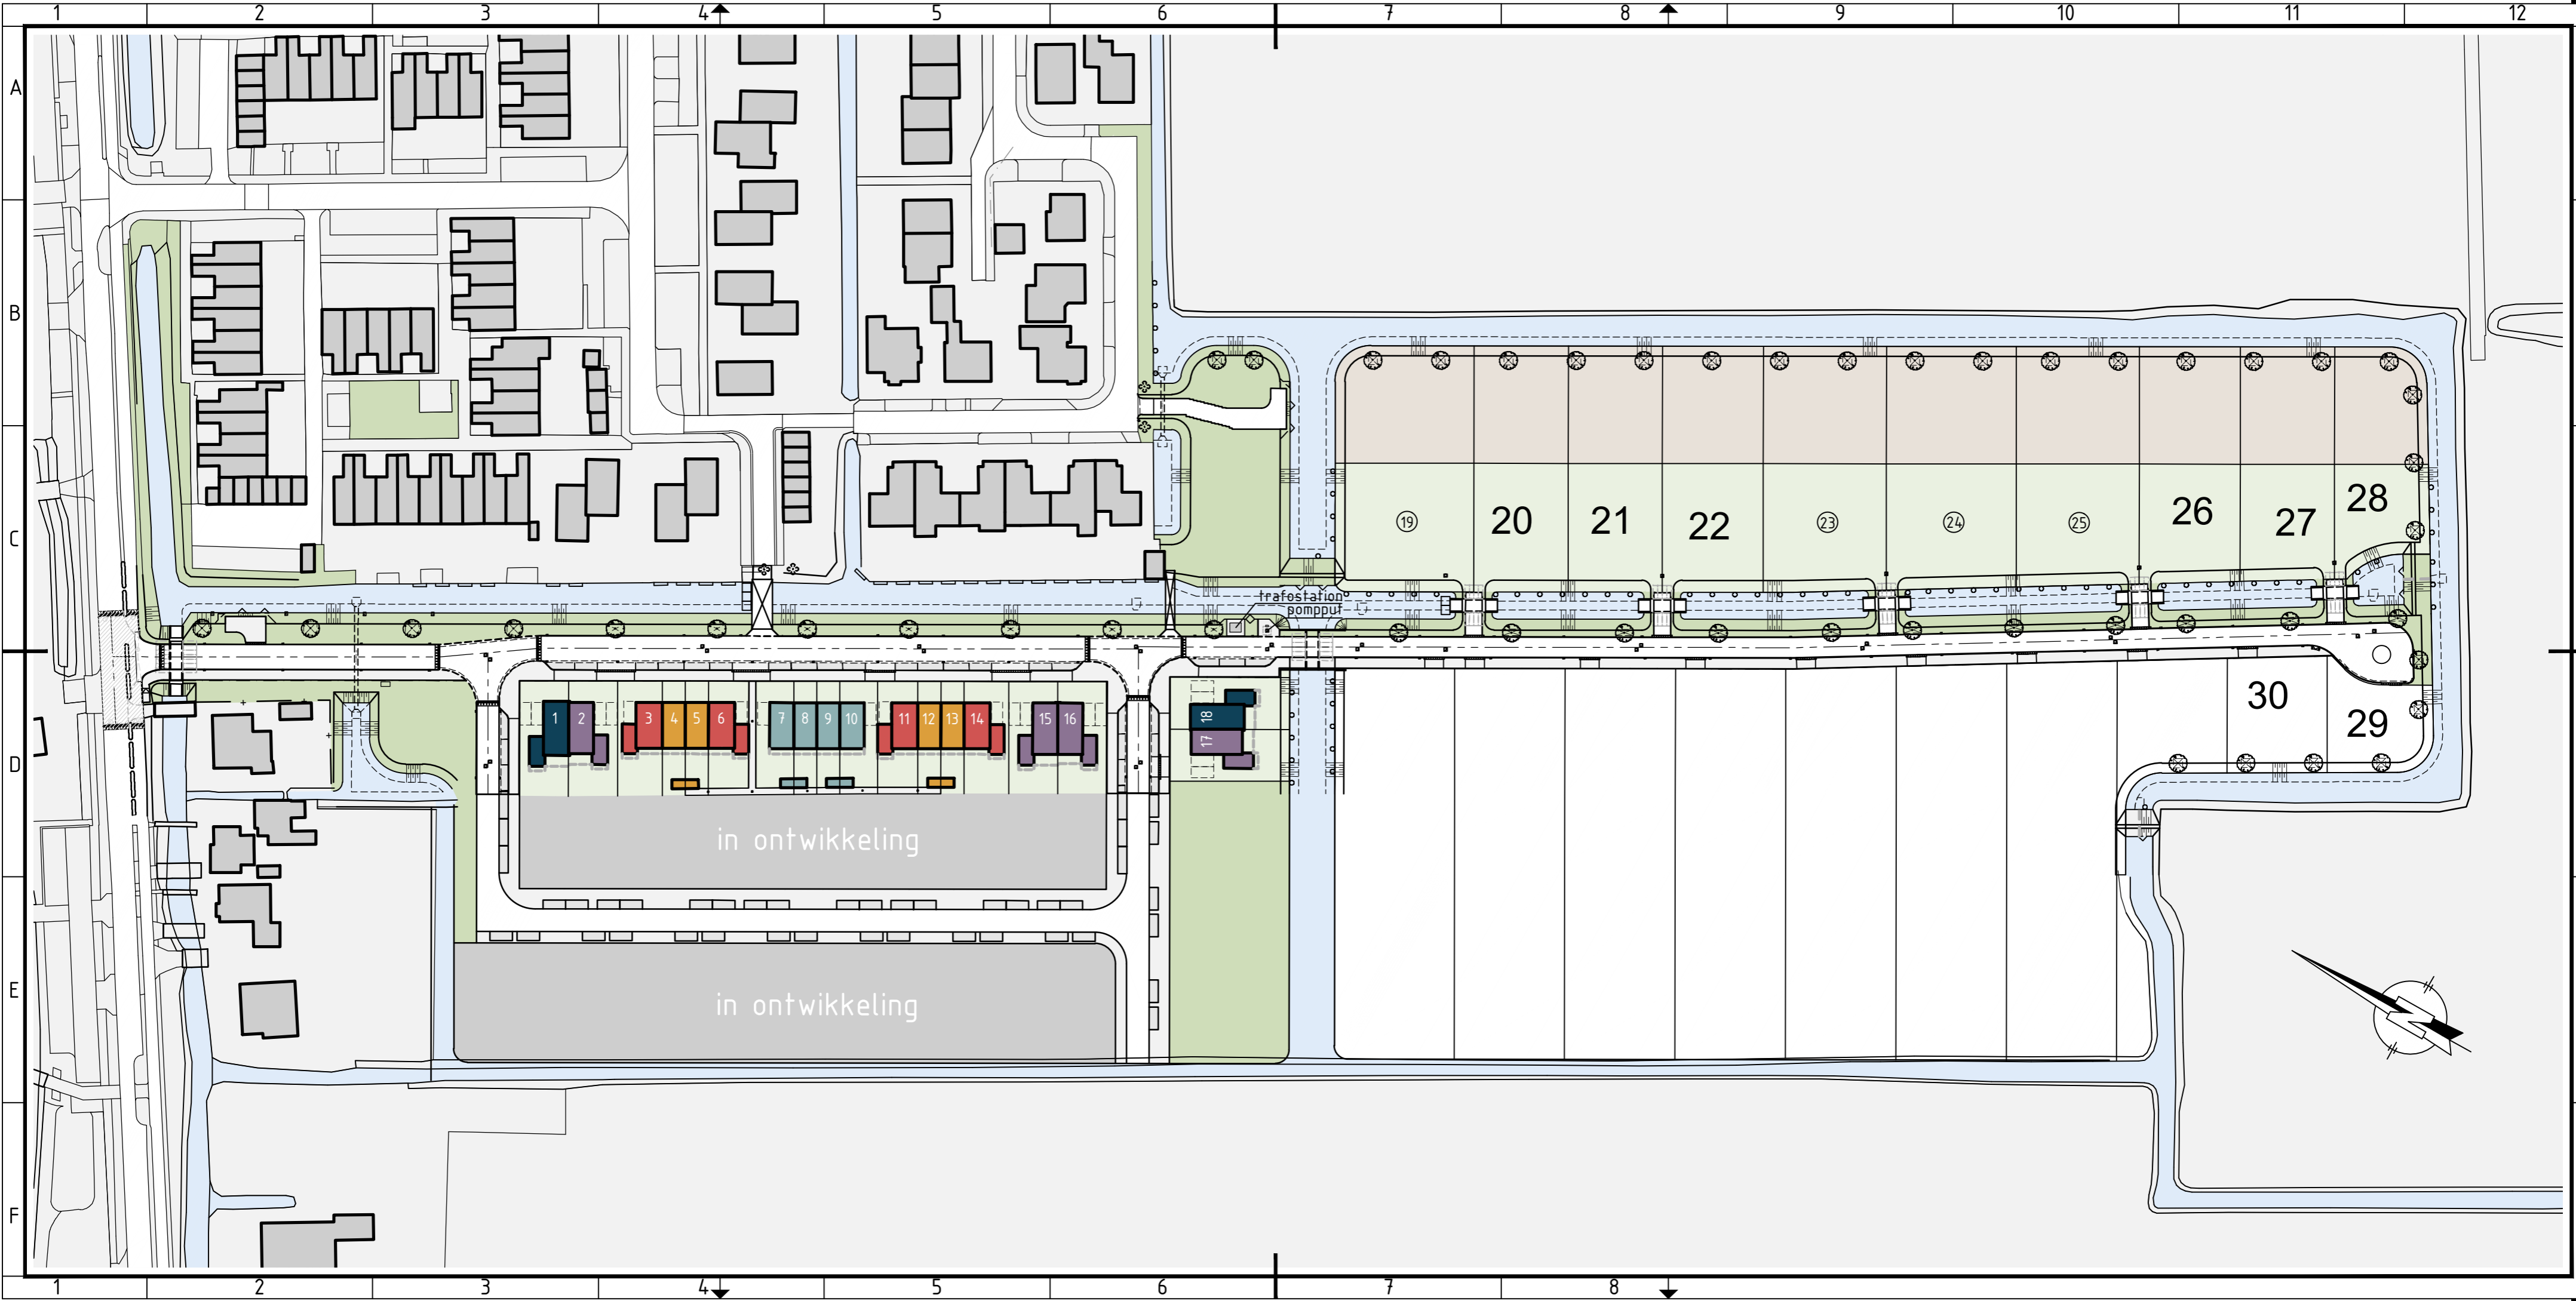 1 2 3 4 5 6 7 8 9 10 11 12
A
B
C
D
E
F
19
20
21
22
23
24
25
26
27
28
trafostation
pompput
30
29
1 2 3 4 5 6 7 8 9 10 11 12 13 14 15 16
18
17
in ontwikkeling
in ontwikkeling
1 2 3 4 5 6 7 8